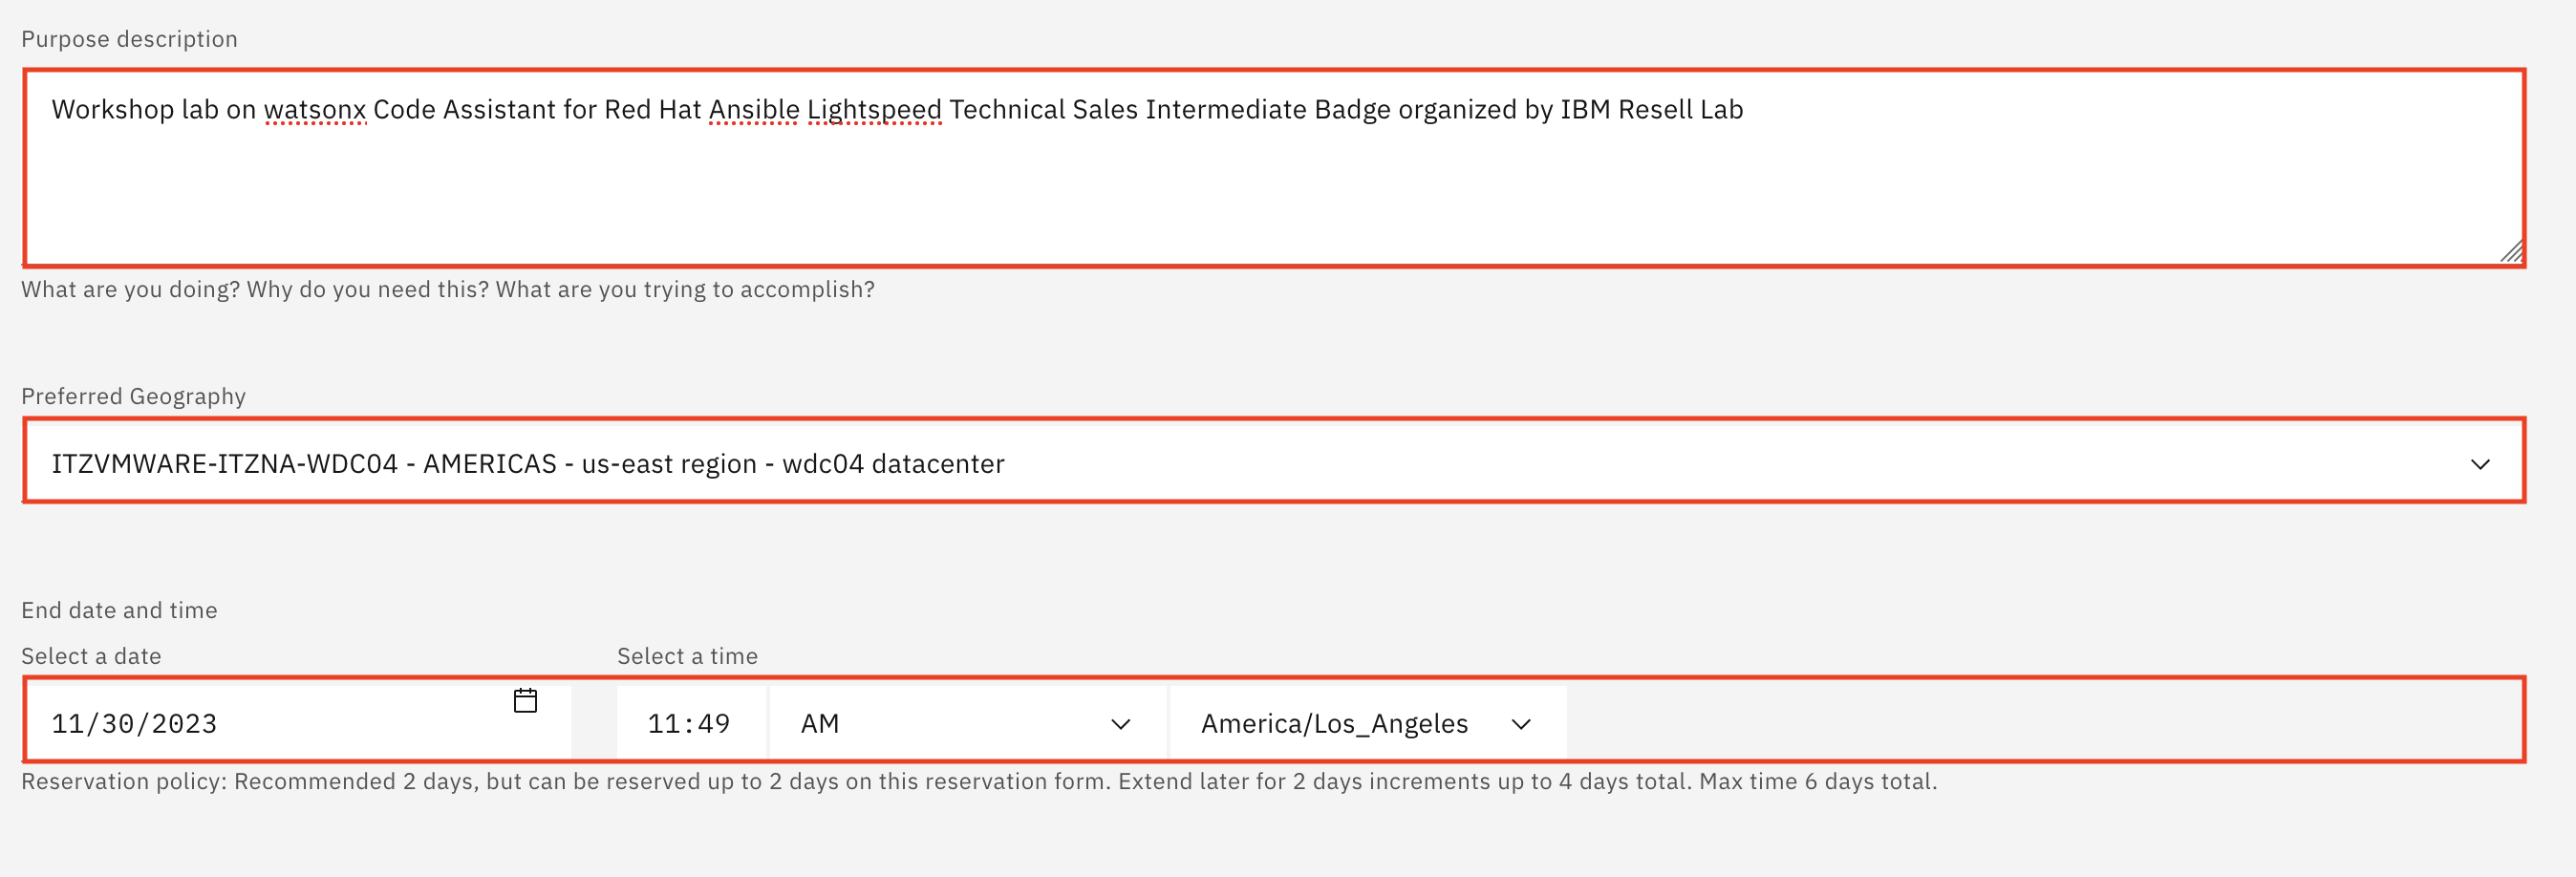 Purpose description
Workshop lab on watsonx Code Assistant for Red Hat Ansible Lightspeed Technical Sales Intermediate Badge organized by IBM Resell Lab
What are you doing? Why do you need this? What are you trying to accomplish?
Preferred Geography
ITZVMWARE-ITZNA-WDC04 - AMERICAS - us-east region - wdc04 datacenter
End date and time
Select a date Select a time
11/30/2023 11:49 AM America/Los_Angeles
Reservation policy: Recommended 2 days, but can be reserved up to 2 days on this reservation form. Extend later for 2 days increments up to 4 days total. Max time 6 days total.